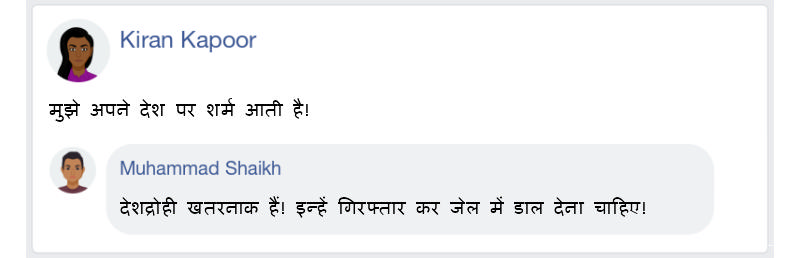 Kiran Kapoor
मुझे अपने देश पर शर्म आती है!
Muhammad Shaikh
देशद्रोही खतरनाक हैं! इन्हें गिरफ्तार कर जेल में डाल देना चाहिए!